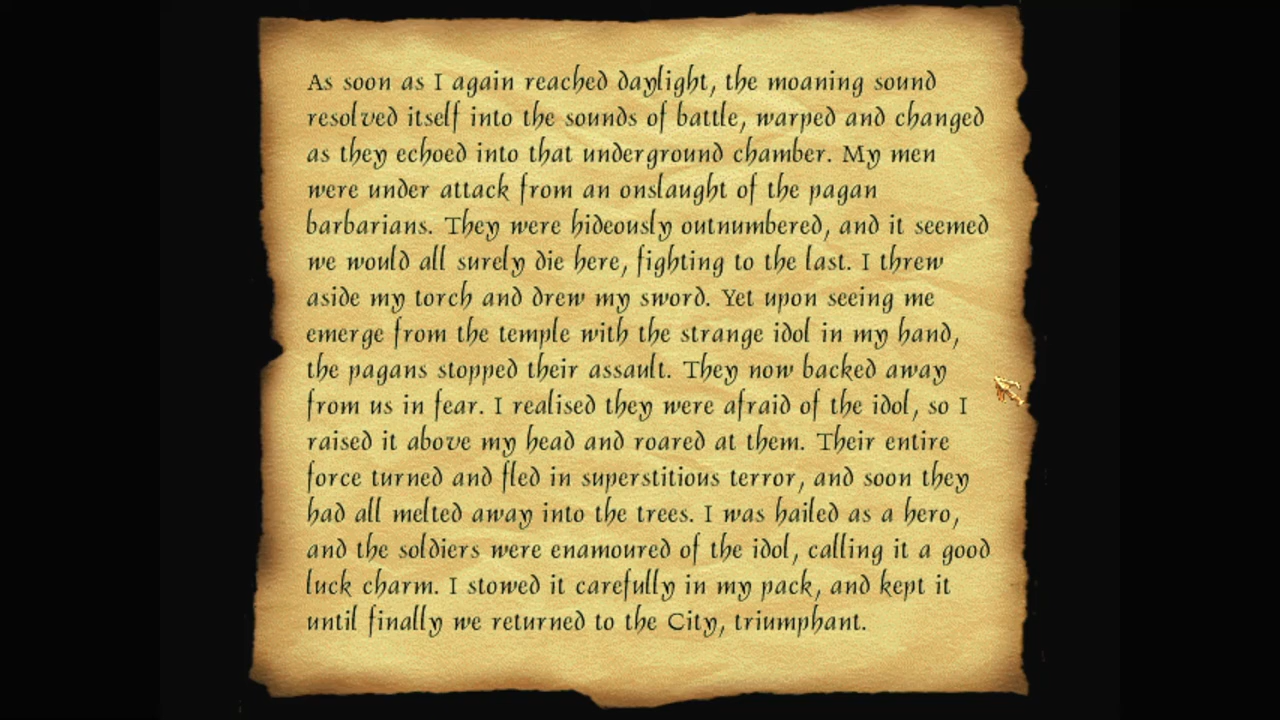 As soon as I again reached daylight, the moaning sound
resolved itself into the sounds of battle, warped and changed
as they echoed into that underground chamber. My men
were under attack from an onslaught of the pagan
barbarians. They were hideously outnumbered, and it seemed
we would all surely die here, fighting to the last. I threw
aside my torch and drew my sword. Yet upon seeing me
emerge from the temple with the strange idol in my hand,
the pagans stopped their assault. They now backed away
from us in fear. I realised they were afraid of the idol, so I
raised it above my head and roared at them. Their entire
force turned and fled in superstitious terror, and soon they
had all melted away into the trees. I was hailed as a hero,
and the soldiers were enamoured of the idol, calling it a good
luck charm. I stowed it carefully in my pack, and kept it
until finally we returned to the City, triumphant.